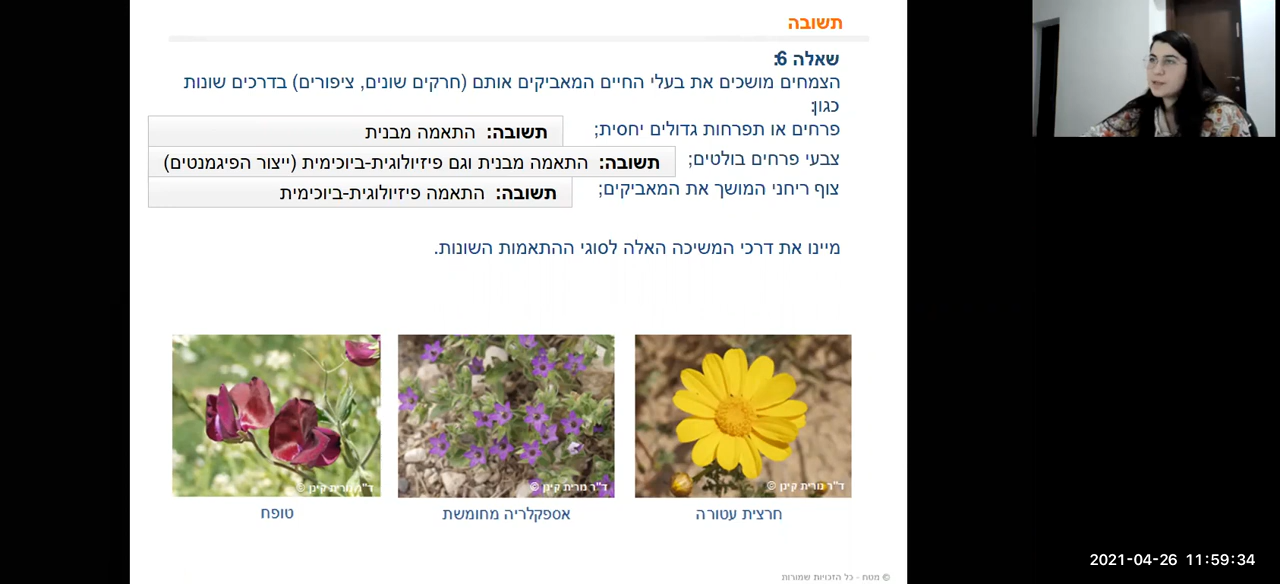 תשובה
שאלה 6:
הצמחים מושכים את בעלי החיים המאביקים אותם (חרקים שונים, ציפורים) בדרכים שונות
כגון:
פרחים או תפרחות גדולים יחסית; תשובה: התאמה מבנית
צבעי פרחים בולטים; תשובה: התאמה מבנית וגם פיזיולוגית-ביוכימית (ייצור הפיגמנטים)
צוף ריחני המושך את המאביקים; תשובה: התאמה פיזיולוגית-ביוכימית
מיינו את דרכי המשיכה האלה לסוגי ההתאמות השונות.
ד"ר נורית קינן © ד"ר נורית קינן © ד"ר נורית קינן ©
חרצית עטורה אספקלריה מחומשת טופח
© מטח - כל הזכויות שמורות
2021-04-26 11:59:34